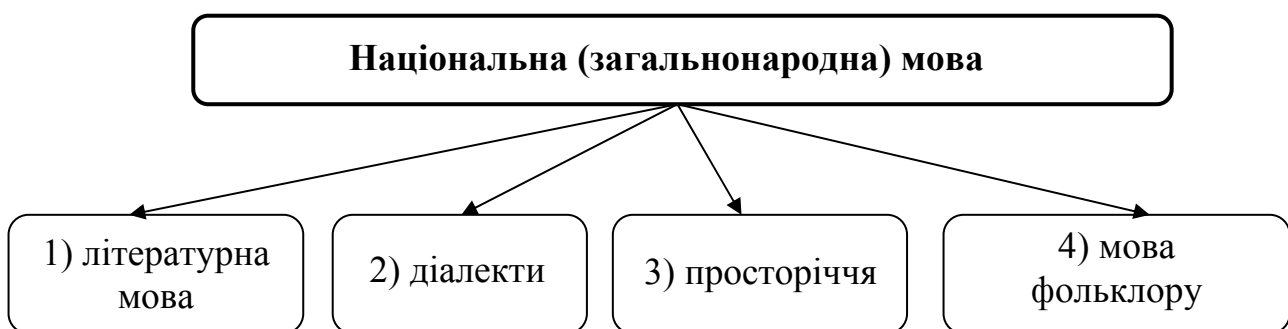 Національна (загальнонародна) мова
1) літературна
мова
2) діалекти
3) просторіччя
4) мова
фольклору